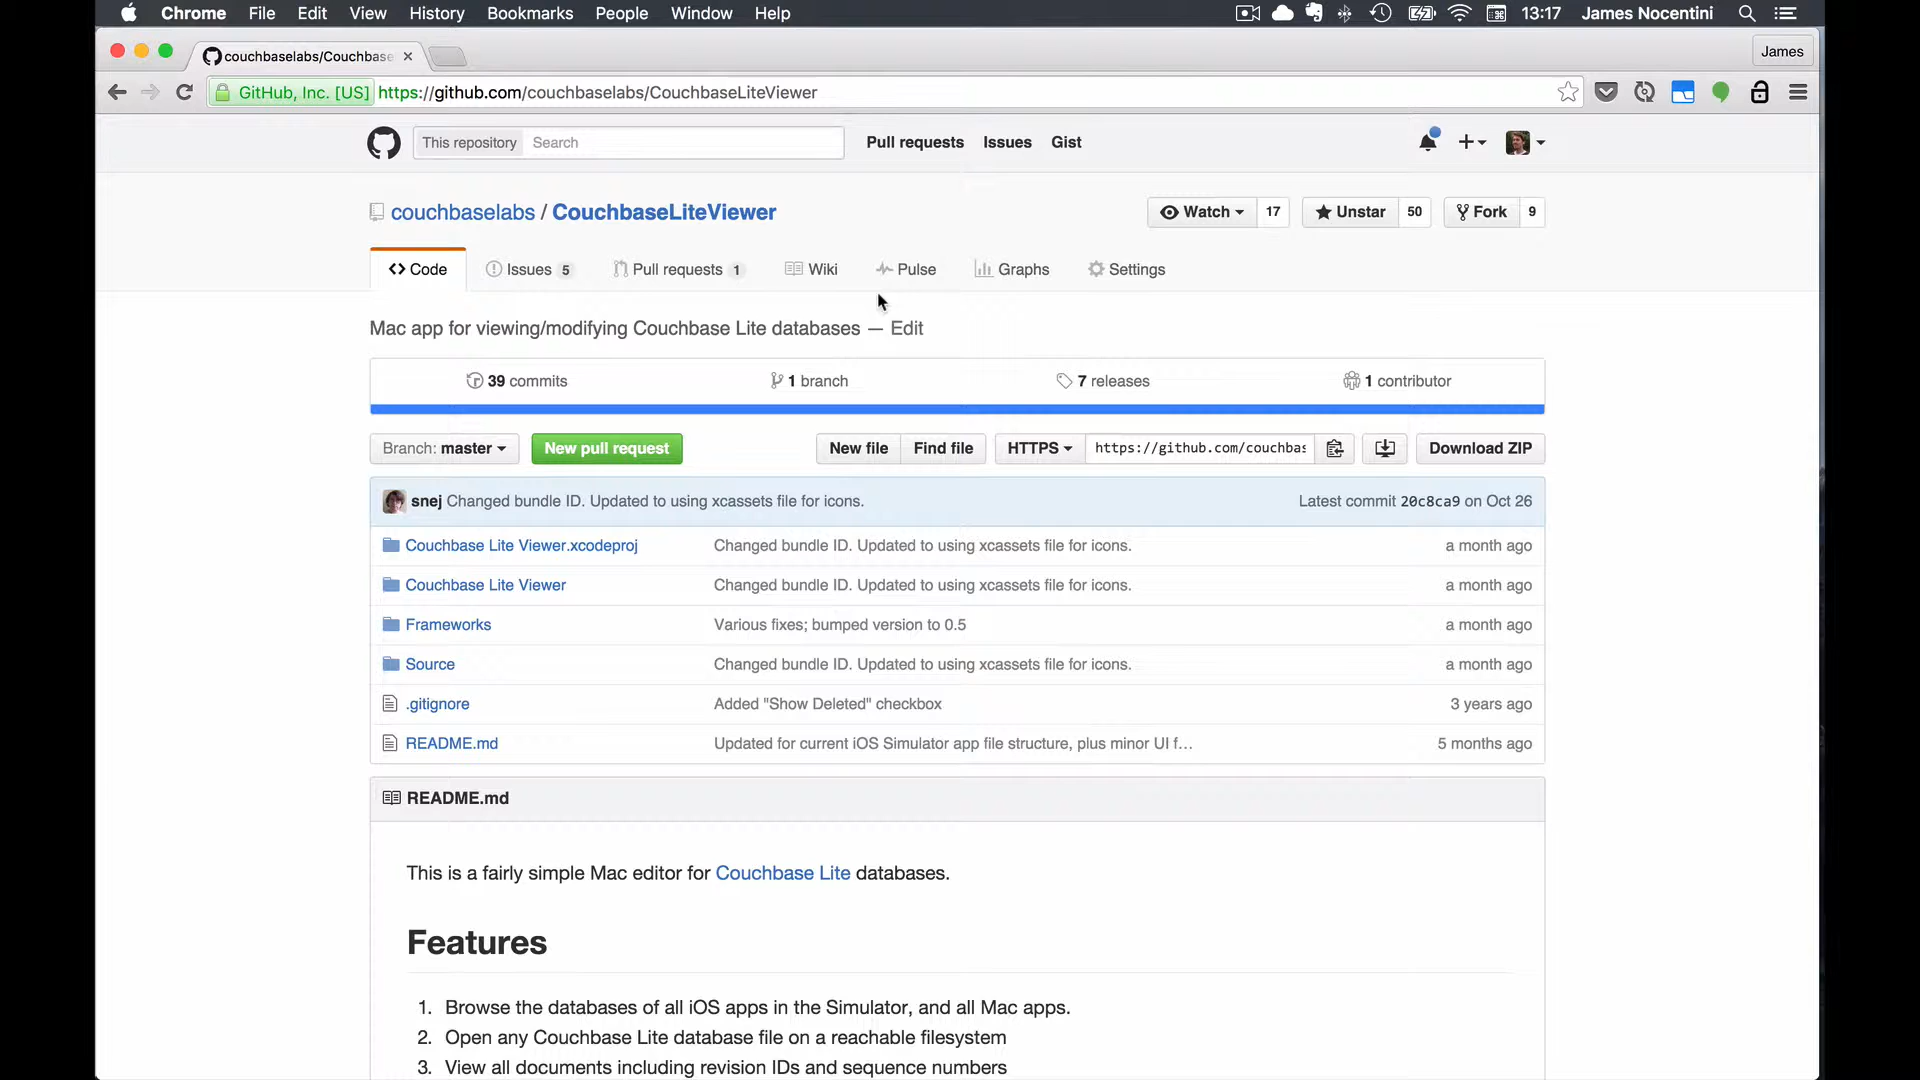 Chrome File Edit View History Bookmarks People Window Help 13:17 James Nocentini
couchbaselabs/Couchbase James
GitHub, Inc. [US] https://github.com/couchbaselabs/CouchbaseLiteViewer
This repository Search Pull requests Issues Gist
couchbaselabs / CouchbaseLiteViewer Watch 17 Unstar 50 Fork 9
Code Issues 5 Pull requests 1 Wiki Pulse Graphs Settings
Mac app for viewing/modifying Couchbase Lite databases — Edit
39 commits 1 branch 7 releases 1 contributor
Branch: master New pull request New file Find file HTTPS https://github.com/couchbas Download ZIP
snej Changed bundle ID. Updated to using xcassets file for icons. Latest commit 20c8ca9 on Oct 26
Couchbase Lite Viewer.xcodeproj Changed bundle ID. Updated to using xcassets file for icons. a month ago
Couchbase Lite Viewer Changed bundle ID. Updated to using xcassets file for icons. a month ago
Frameworks Various fixes; bumped version to 0.5 a month ago
Source Changed bundle ID. Updated to using xcassets file for icons. a month ago
.gitignore Added "Show Deleted" checkbox 3 years ago
README.md Updated for current iOS Simulator app file structure, plus minor UI f… 5 months ago
README.md
This is a fairly simple Mac editor for Couchbase Lite databases.
Features
1. Browse the databases of all iOS apps in the Simulator, and all Mac apps.
2. Open any Couchbase Lite database file on a reachable filesystem
3. View all documents including revision IDs and sequence numbers